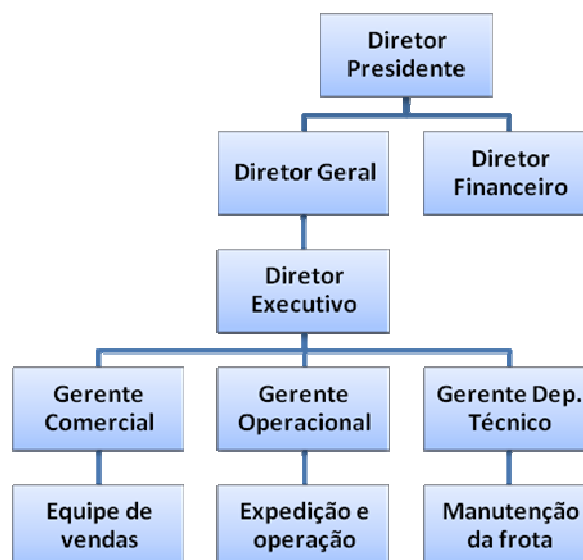 Diretor
Presidente
Diretor Geral
Diretor
Financeiro
Diretor
Executivo
Gerente
Comercial
Gerente
Operacional
Gerente Dep.
Técnico
Equipe de
vendas
Expedição e
operação
Manutenção
da frota